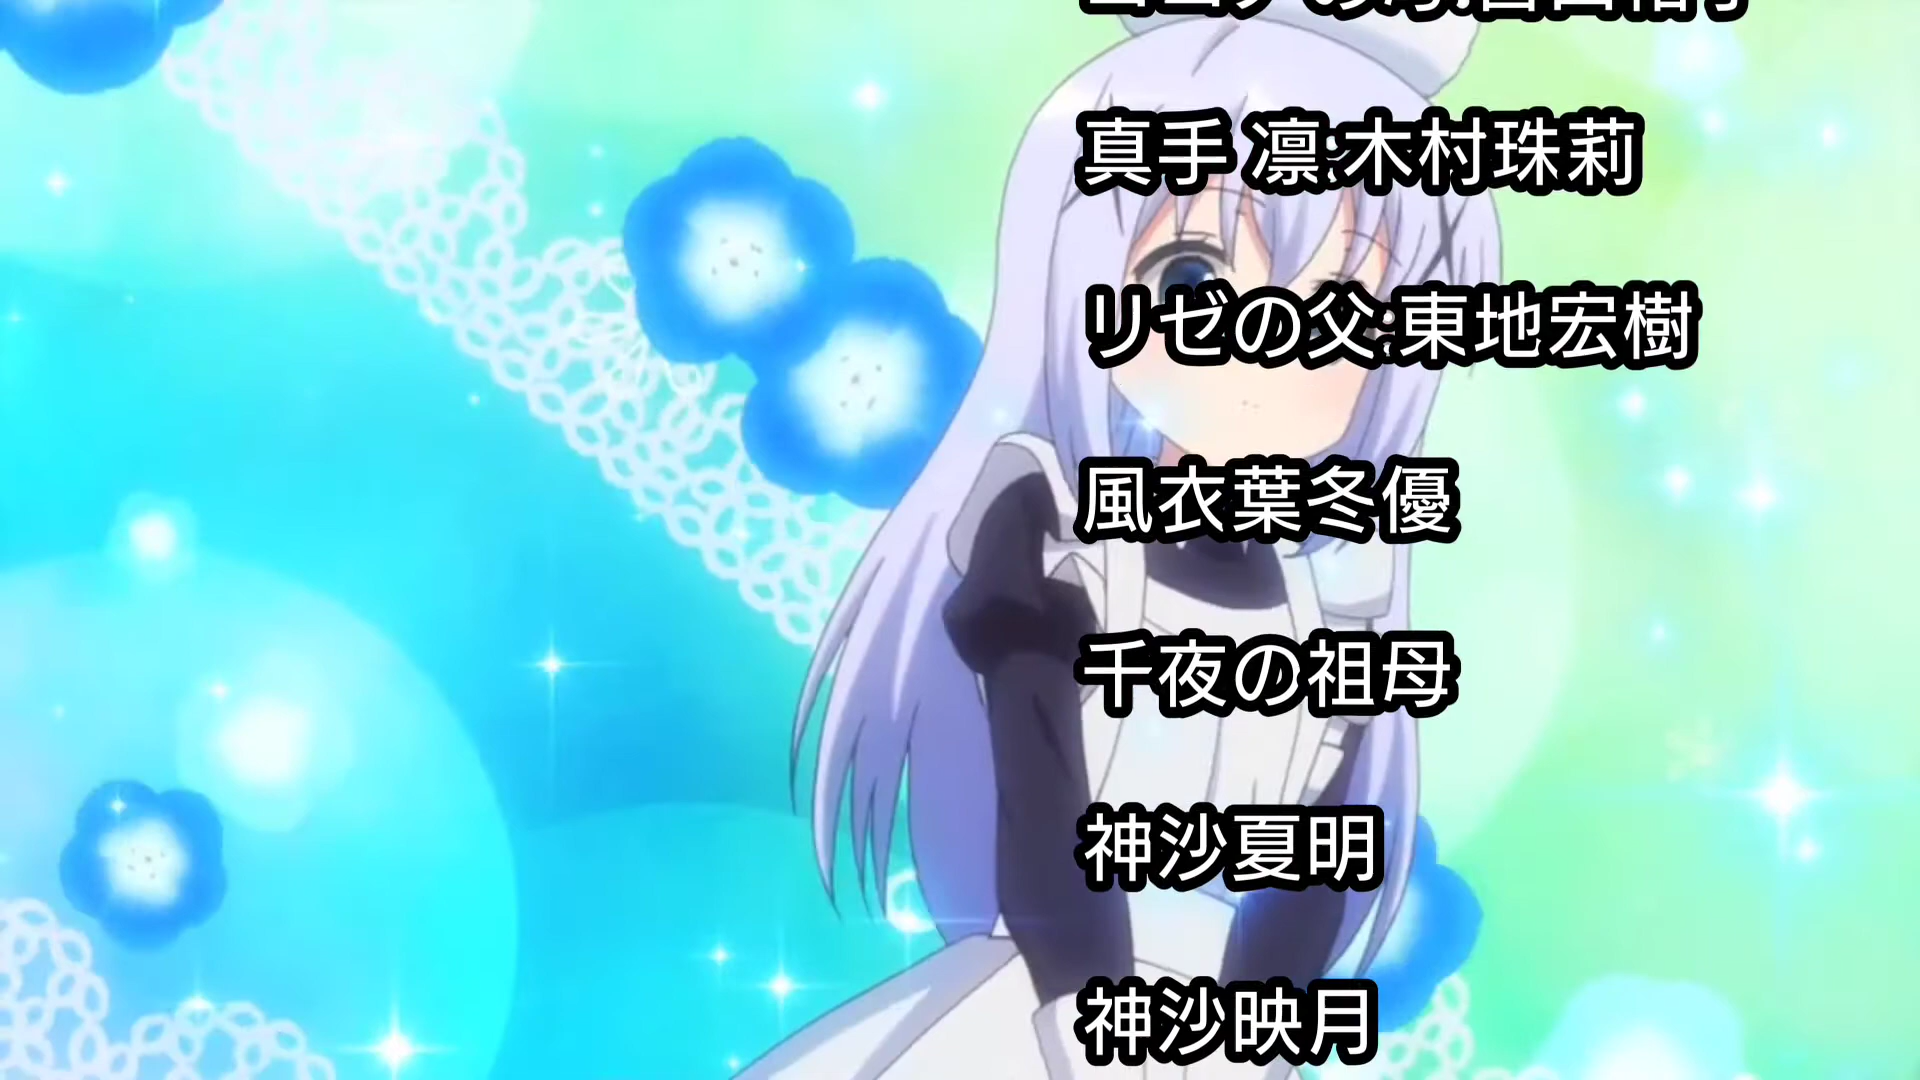 真手 凛:木村珠莉
リゼの父:東地宏樹
風衣葉冬優
千夜の祖母
神沙夏明
神沙映月